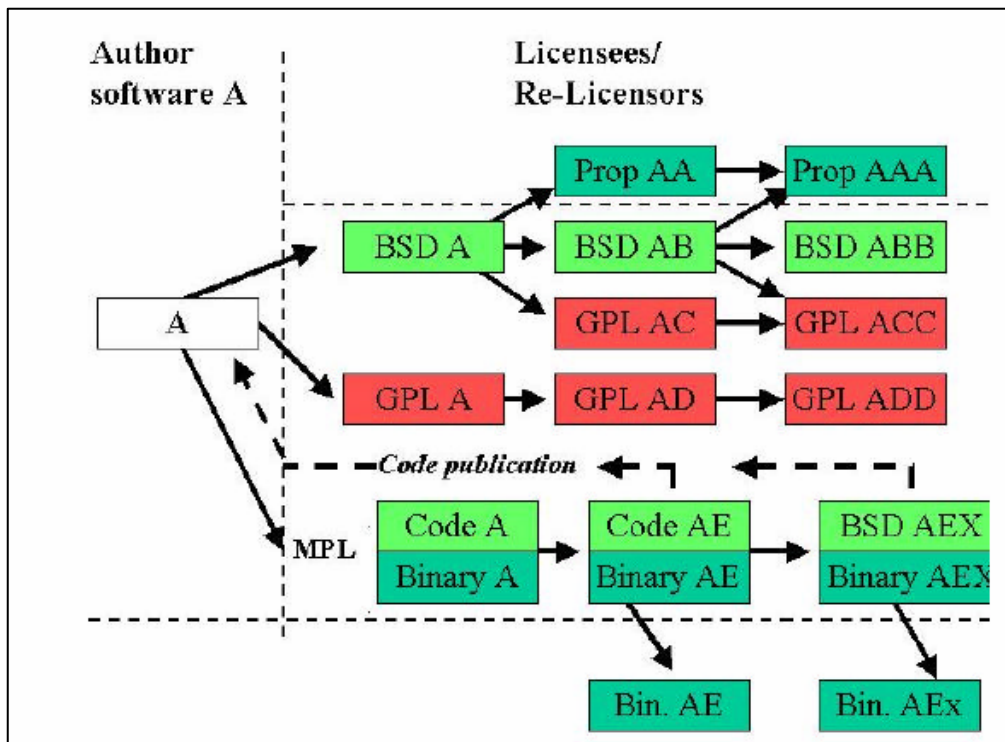 Author
software A
Licensees/
Re-Licensors
Prop AA
Prop AAA
BSD A
BSD AB
BSD ABB
A
GPL AC
GPL ACC
GPL A
GPL AD
GPL ADD
Code publication
MPL
Code A
Code AE
BSD AEX
Binary A
Binary AE
Binary AEX
Bin. AE
Bin. AEx